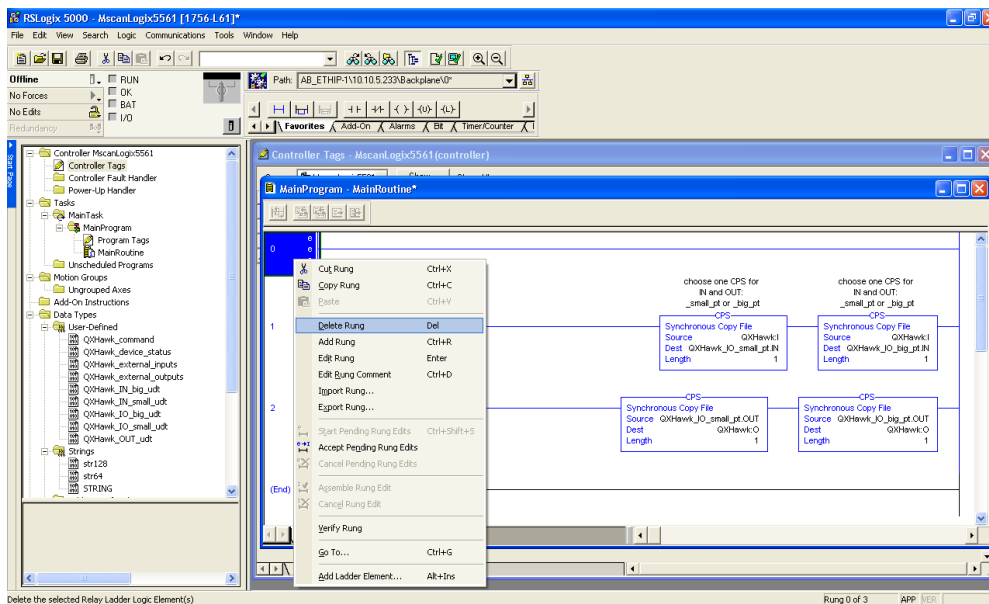 RSLogix 5000 - MscanLogix5561 [1756-L61]*
File Edit View Search Logic Communications Tools Window Help
Offline
RUN
No Forces
OK
No Edits
BAT
Redundancy
I/O
Path: AB_ETHIP-1\10.10.5.233\Backplane\0*
Favorites Add-On Alarms Bit Timer/Counter
Start Page
Controller MscanLogix5561
Controller Tags
Controller Fault Handler
Power-Up Handler
Tasks
MainTask
MainProgram
Program Tags
MainRoutine
Unscheduled Programs
Motion Groups
Ungrouped Axes
Add-On Instructions
Data Types
User-Defined
QXHawk_command
QXHawk_device_status
QXHawk_external_inputs
QXHawk_external_outputs
QXHawk_IN_big_udt
QXHawk_IN_small_udt
QXHawk_IO_big_udt
QXHawk_IO_small_udt
QXHawk_OUT_udt
Strings
str128
str64
STRING
Controller Tags - MscanLogix5561(controller)
MainProgram - MainRoutine*
0
e
e
Cut Rung Ctrl+X
Copy Rung Ctrl+C
Paste Ctrl+V
Delete Rung Del
Add Rung Ctrl+R
Edit Rung Enter
Edit Rung Comment Ctrl+D
Import Rung...
Export Rung...
Start Pending Rung Edits Ctrl+Shift+S
Accept Pending Rung Edits
Cancel Pending Rung Edits
Assemble Rung Edit
Cancel Rung Edit
Verify Rung
Go To... Ctrl+G
Add Ladder Element... Alt+Ins
1
choose one CPS for
IN and OUT:
_small_pt or _big_pt
CPS
Synchronous Copy File
Source QXHawk:I
Dest QXHawk_IO_small_pt.IN
Length 1
choose one CPS for
IN and OUT:
_small_pt or _big_pt
CPS
Synchronous Copy File
Source QXHawk:I
Dest QXHawk_IO_big_pt.IN
Length 1
2
CPS
Synchronous Copy File
Source QXHawk_IO_small_pt.OUT
Dest QXHawk:O
Length 1
CPS
Synchronous Copy File
Source QXHawk_IO_big_pt.OUT
Dest QXHawk:O
Length 1
(End)
Delete the selected Relay Ladder Logic Element(s)
Rung 0 of 3 APP VER